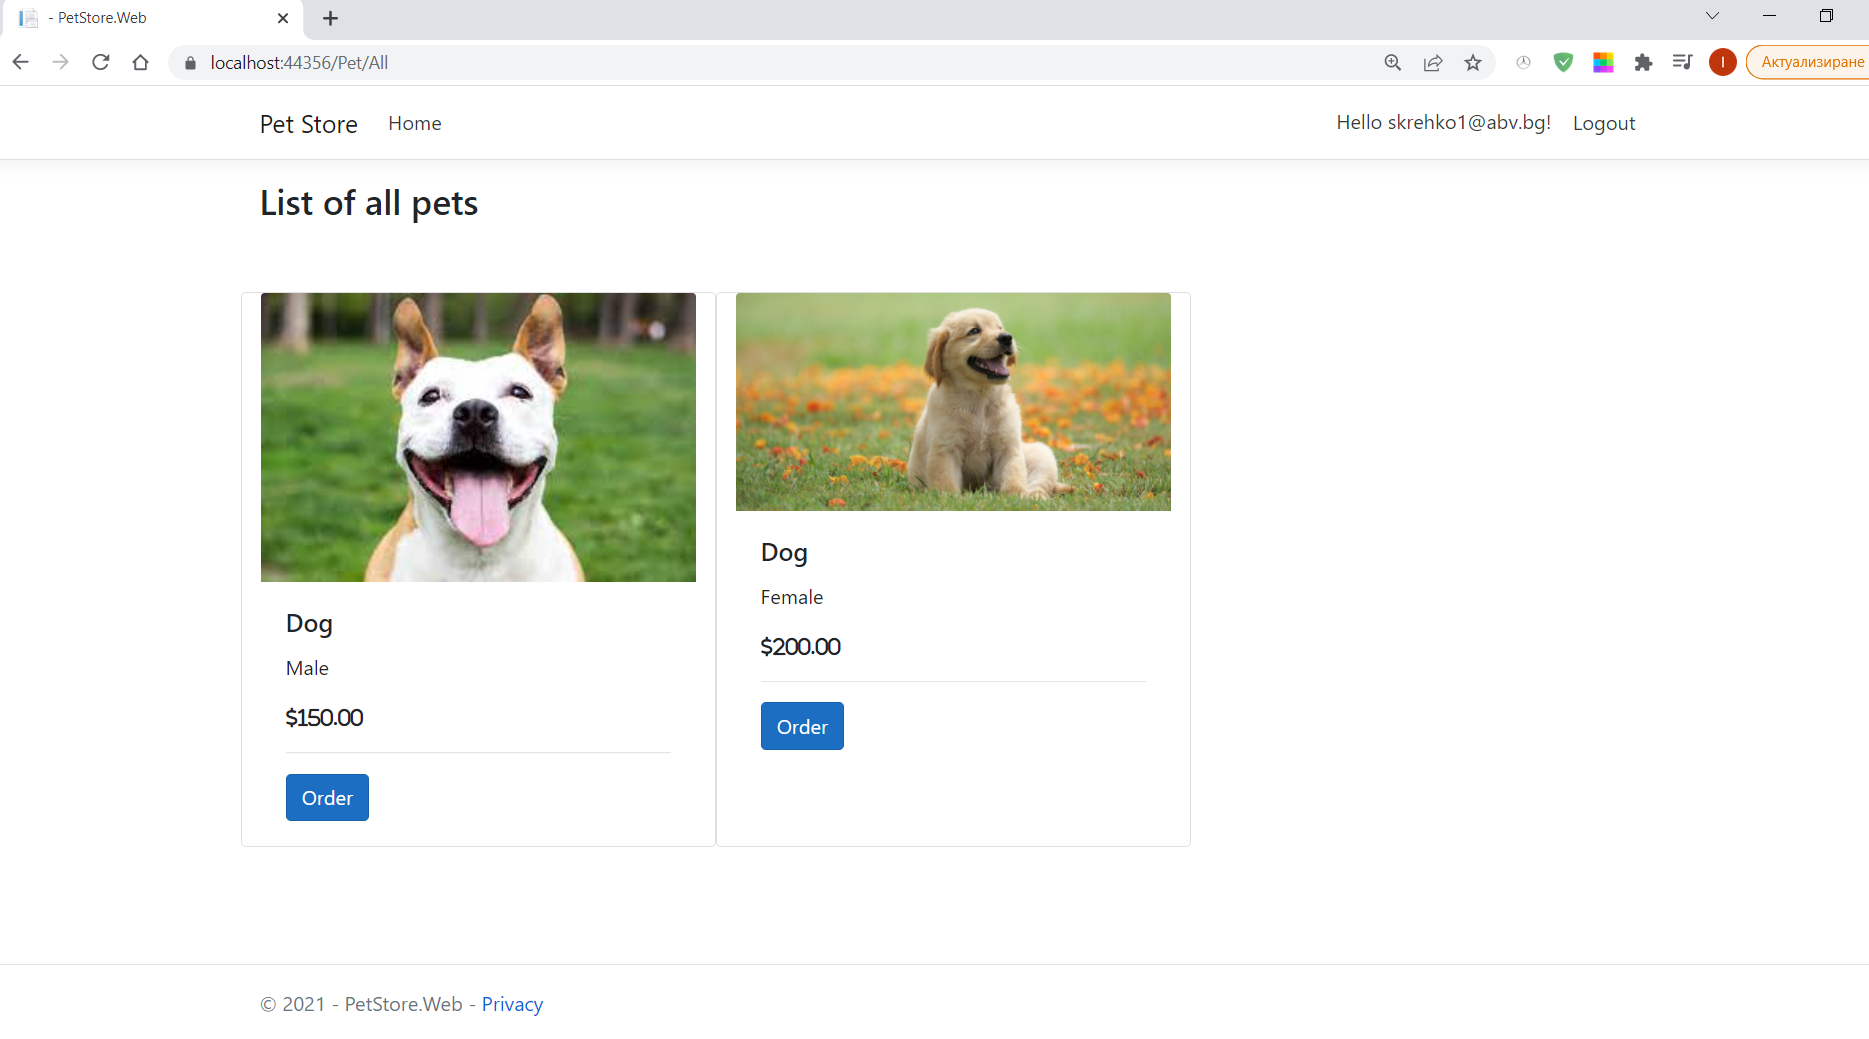 - PetStore.Web
localhost:44356/Pet/All
I
Актуализиране
Pet Store
Home
Hello skrehko1@abv.bg!
Logout
List of all pets
Dog
Male
$150.00
Order
Dog
Female
$200.00
Order
© 2021 - PetStore.Web - Privacy